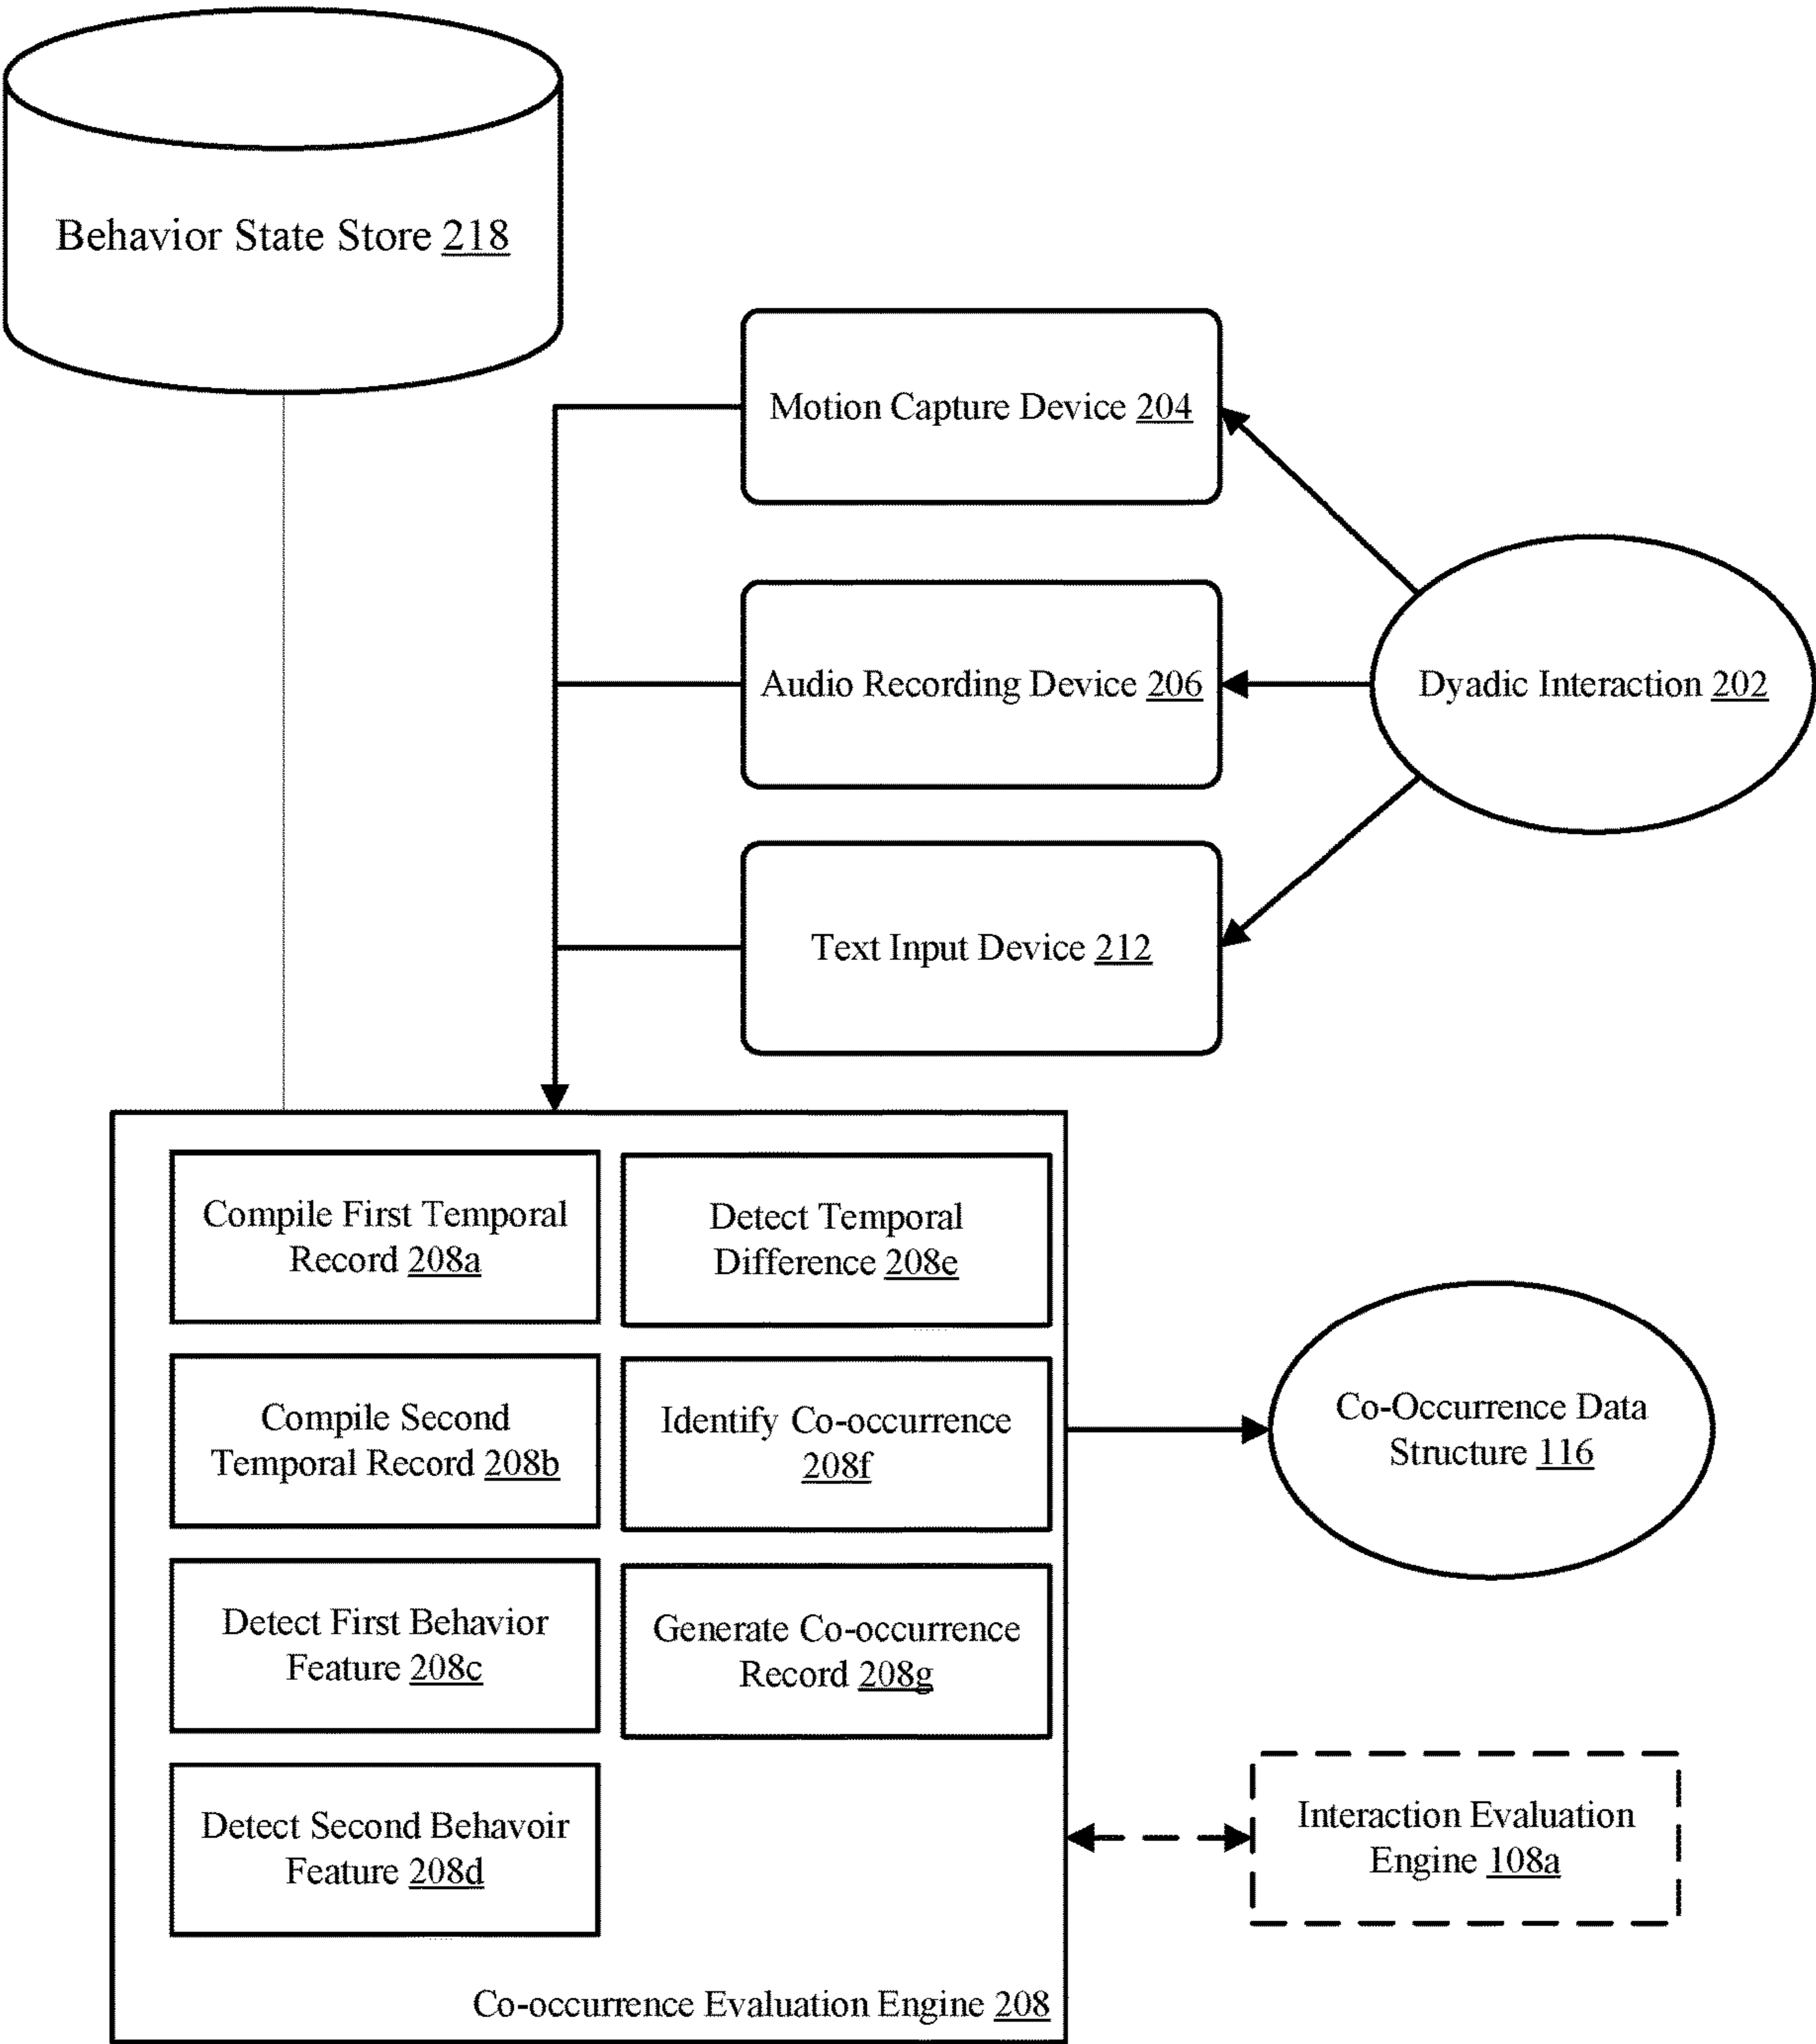 Behavior State Store 218
Motion Capture Device 204
Audio Recording Device 206
Dyadic Interaction 202
Text Input Device 212
Compile First Temporal
Record 208a
Detect Temporal
Difference 208e
Compile Second
Temporal Record 208b
Identify Co-occurrence
208f
Co-Occurrence Data
Structure 116
Detect First Behavior
Feature 208c
Generate Co-occurrence
Record 208g
Detect Second Behavoir
Feature 208d
Interaction Evaluation
Engine 108a
Co-occurrence Evaluation Engine 208